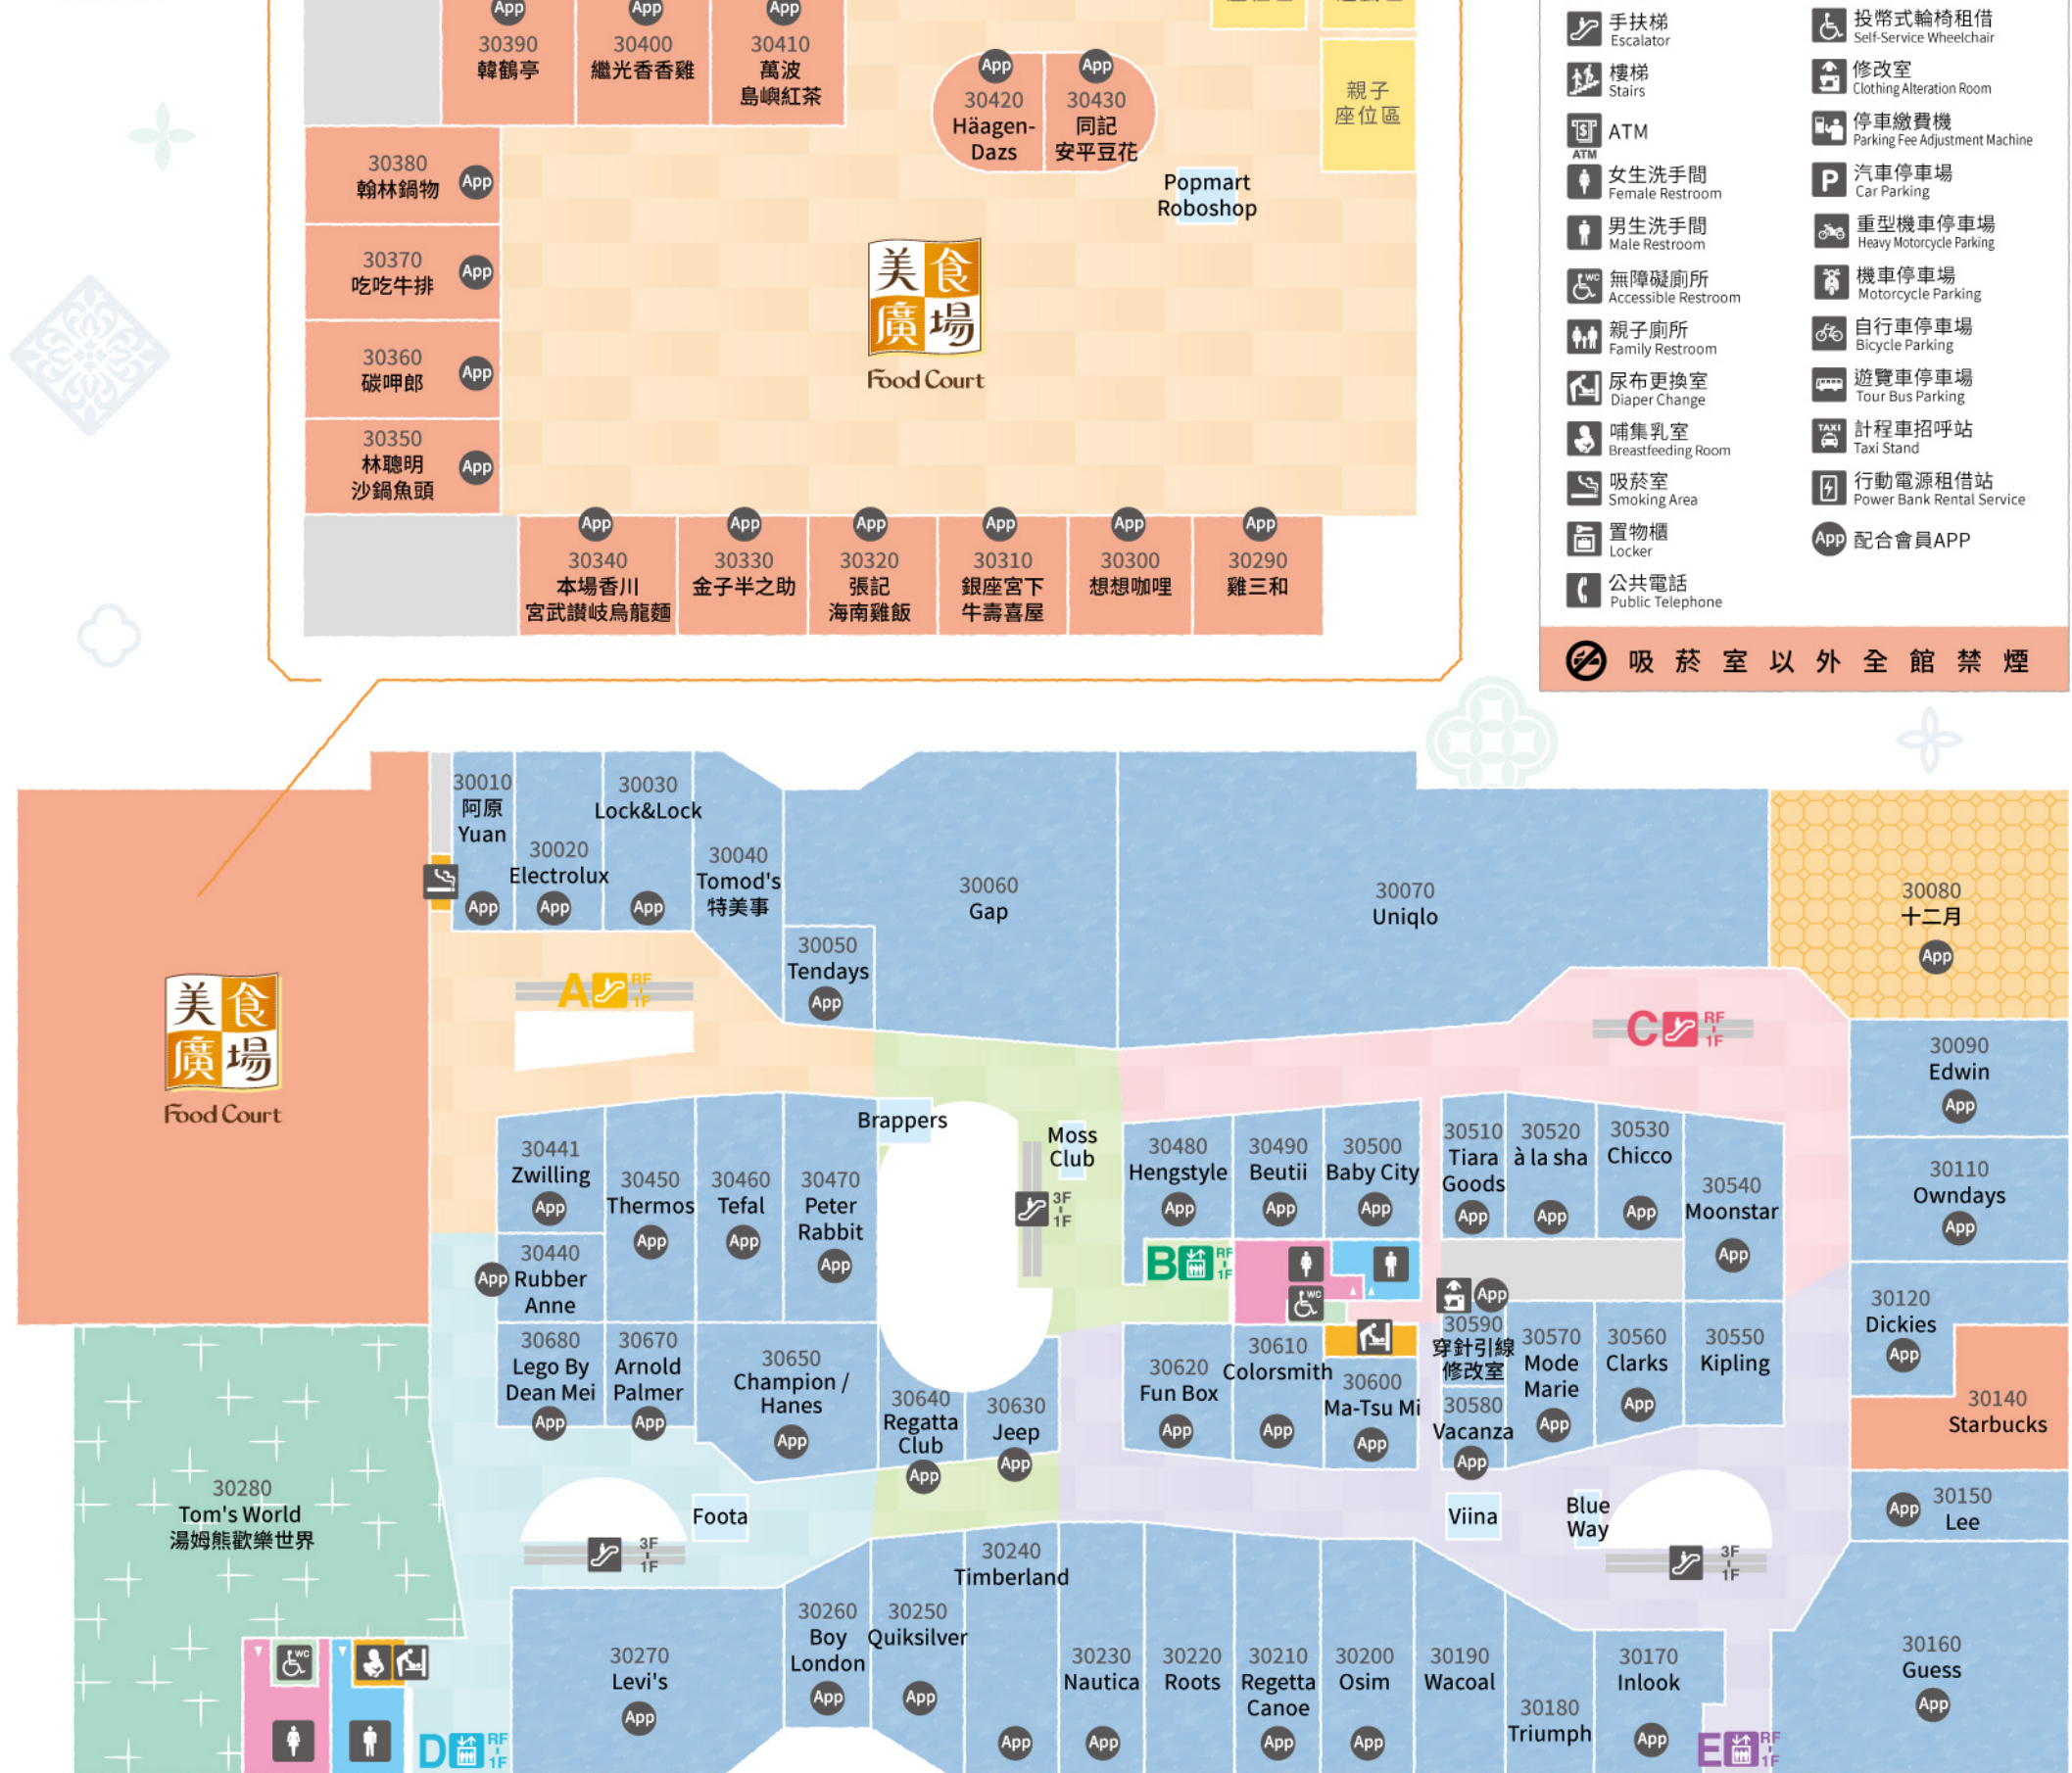 App
30390
韓鶴亭
App
30400
繼光香香雞
App
30410
萬波
島嶼紅茶
App
30420
Häagen-
Dazs
App
30430
同記
安平豆花
親子
座位區
Popmart
Roboshop
30380
翰林鍋物
App
30370
吃吃牛排
App
30360
碳呷郎
App
30350
林聰明
沙鍋魚頭
App
美食
廣場
Food Court
App
30340
本場香川
宮武讃岐烏龍麵
App
30330
金子半之助
App
30320
張記
海南雞飯
App
30310
銀座宮下
牛壽喜屋
App
30300
想想咖哩
App
30290
雞三和
手扶梯
Escalator
樓梯
Stairs
ATM
ATM
女生洗手間
Female Restroom
男生洗手間
Male Restroom
WC
無障礙廁所
Accessible Restroom
親子廁所
Family Restroom
尿布更換室
Diaper Change
哺集乳室
Breastfeeding Room
吸菸室
Smoking Area
置物櫃
Locker
公共電話
Public Telephone
投幣式輪椅租借
Self-Service Wheelchair
修改室
Clothing Alteration Room
停車繳費機
Parking Fee Adjustment Machine
P
汽車停車場
Car Parking
重型機車停車場
Heavy Motorcycle Parking
機車停車場
Motorcycle Parking
自行車停車場
Bicycle Parking
遊覽車停車場
Tour Bus Parking
TAXI
計程車招呼站
Taxi Stand
行動電源租借站
Power Bank Rental Service
App
配合會員APP
吸菸室以外全館禁煙
美食
廣場
Food Court
30010
阿原
Yuan
App
30020
Electrolux
App
30030
Lock&Lock
App
30040
Tomod's
特美事
30050
Tendays
App
30060
Gap
30070
Uniqlo
30080
十二月
App
A
RF
1F
C
RF
1F
30090
Edwin
App
30110
Owndays
App
30120
Dickies
App
30140
Starbucks
App
30150
Lee
30160
Guess
App
30441
Zwilling
App
30440
Rubber
Anne
App
30450
Thermos
App
30460
Tefal
App
30470
Peter
Rabbit
App
Brappers
Moss
Club
3F
1F
30480
Hengstyle
App
30490
Beutii
App
30500
Baby City
App
30510
Tiara
Goods
App
30520
à la sha
App
30530
Chicco
App
30540
Moonstar
App
B
RF
1F
WC
App
30590
穿針引線
修改室
30580
Vacanza
App
30570
Mode
Marie
App
30560
Clarks
App
30550
Kipling
30680
Lego By
Dean Mei
App
30670
Arnold
Palmer
App
30650
Champion /
Hanes
App
30640
Regatta
Club
App
30630
Jeep
App
30620
Fun Box
App
30610
Colorsmith
App
30600
Ma-Tsu Mi
App
30280
Tom's World
湯姆熊歡樂世界
Foota
3F
1F
Viina
Blue
Way
3F
1F
WC
D
RF
1F
30270
Levi's
App
30260
Boy
London
App
30250
Quiksilver
App
30240
Timberland
App
30230
Nautica
App
30220
Roots
30210
Regetta
Canoe
App
30200
Osim
App
30190
Wacoal
30180
Triumph
30170
Inlook
App
E
RF
1F